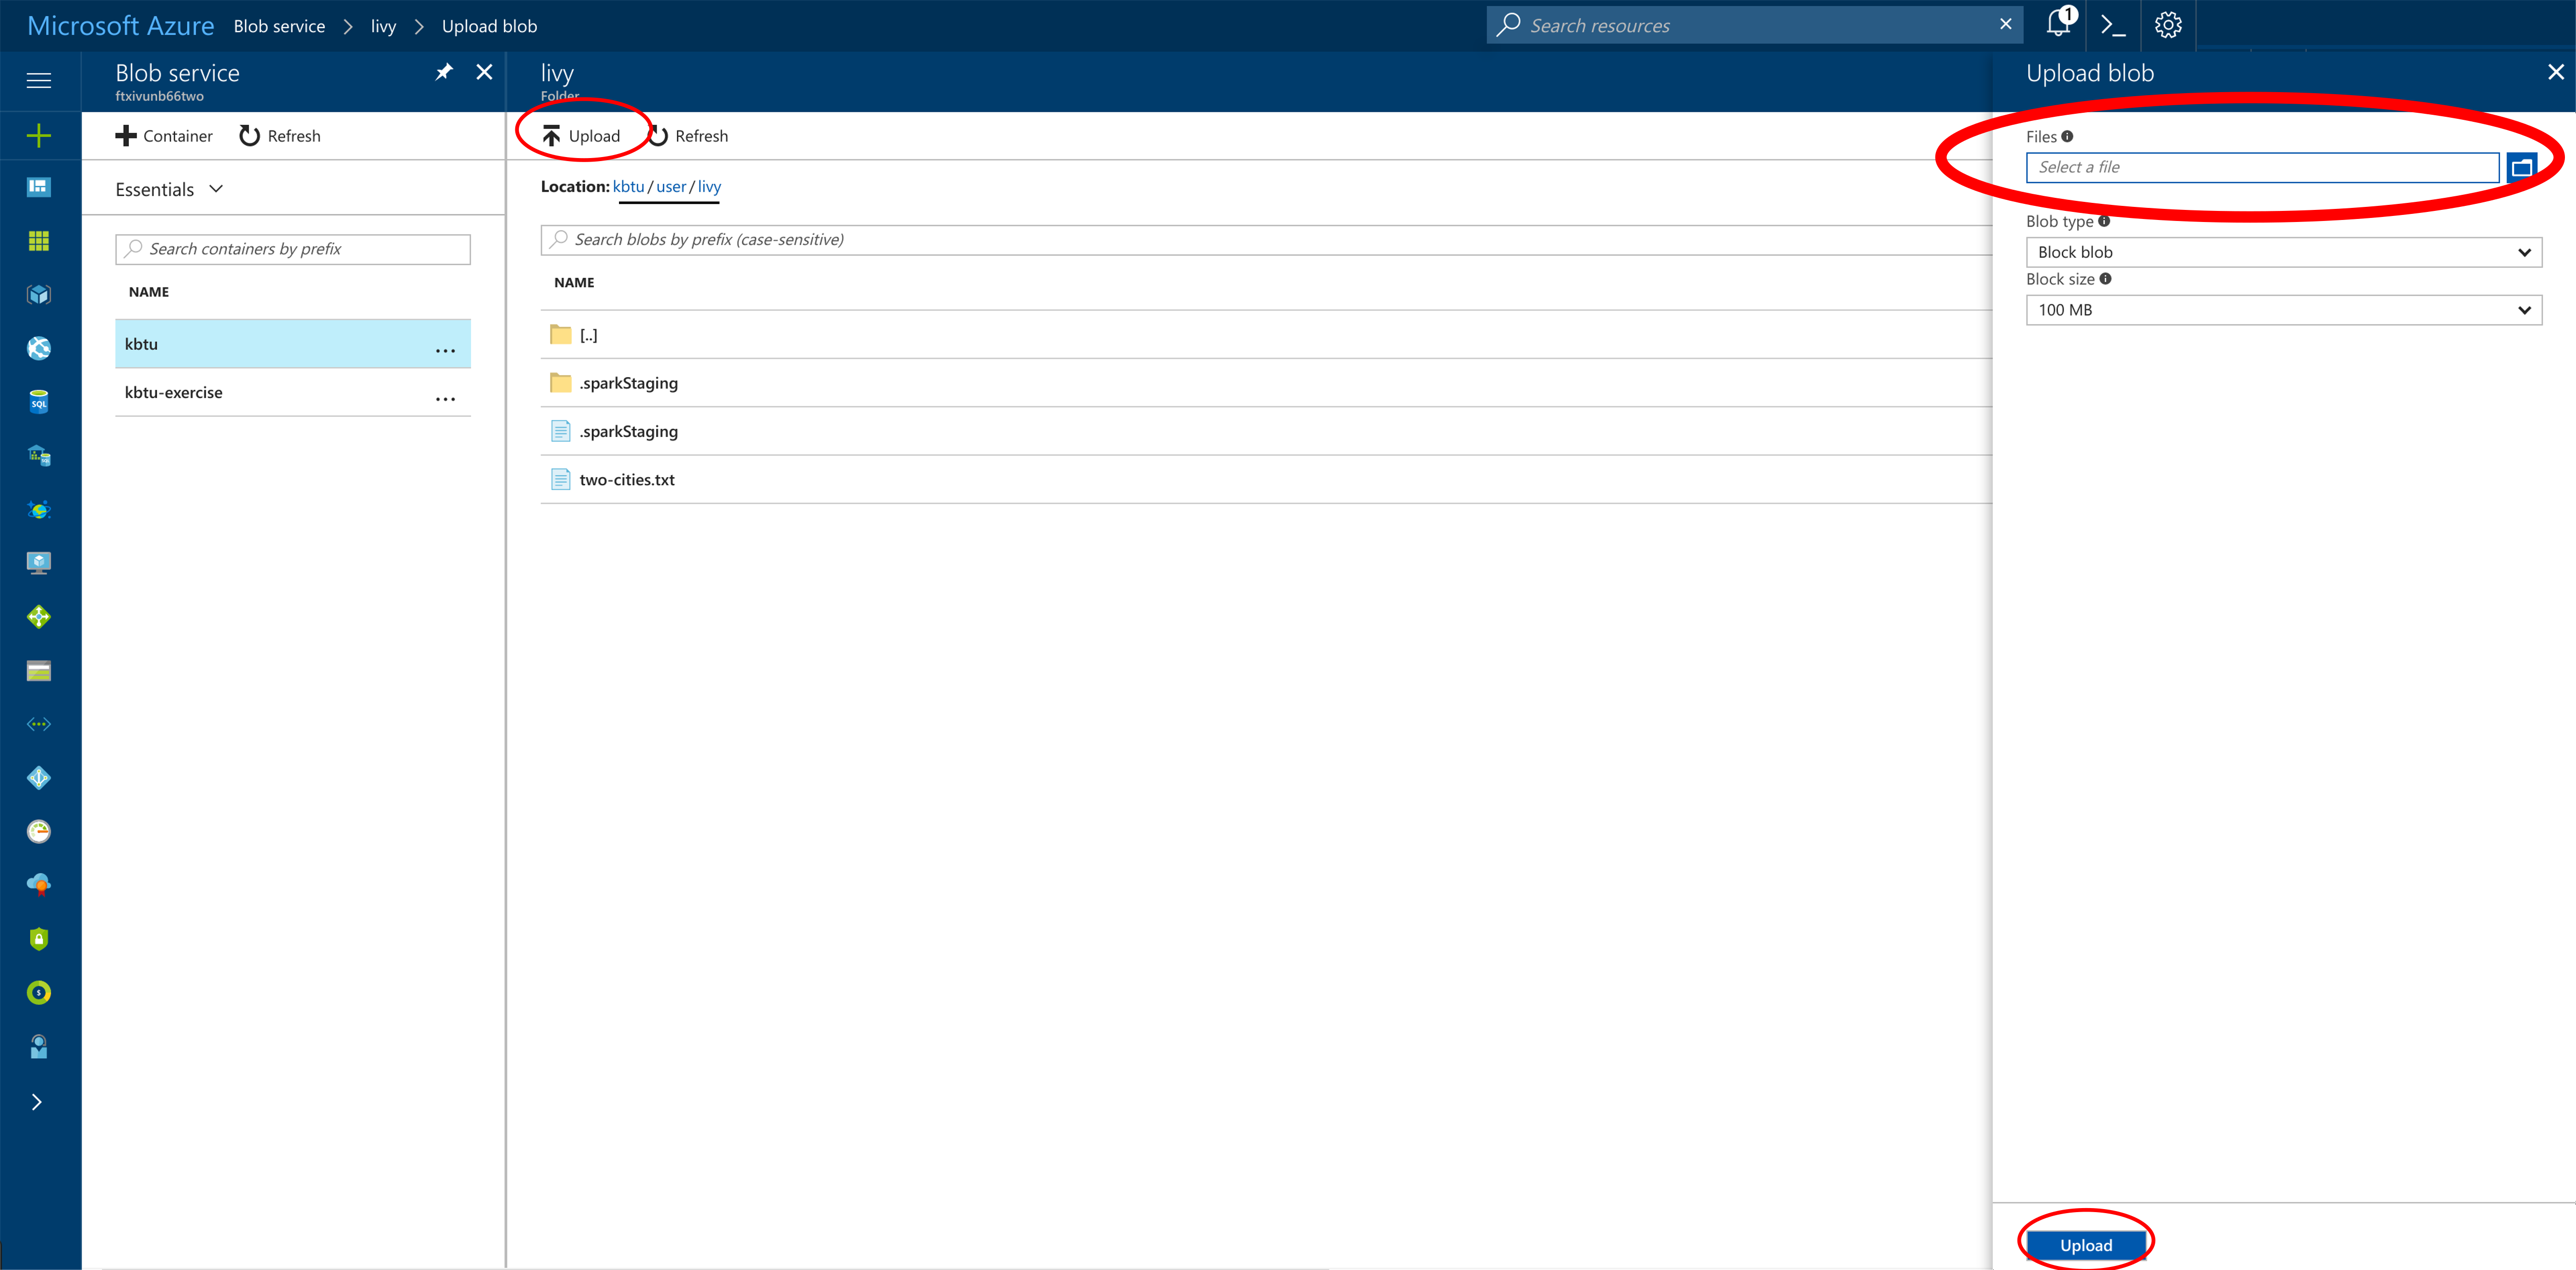 Microsoft Azure Blob service > livy > Upload blob
Search resources
1
Blob service
ftxivunb66two
Container Refresh
Essentials
Search containers by prefix
NAME
kbtu ...
kbtu-exercise ...
livy
Folder
Upload Refresh
Location: kbtu / user / livy
Search blobs by prefix (case-sensitive)
NAME
[..]
.sparkStaging
.sparkStaging
two-cities.txt
Upload blob
Files
Select a file
Blob type
Block blob
Block size
100 MB
Upload
SQL